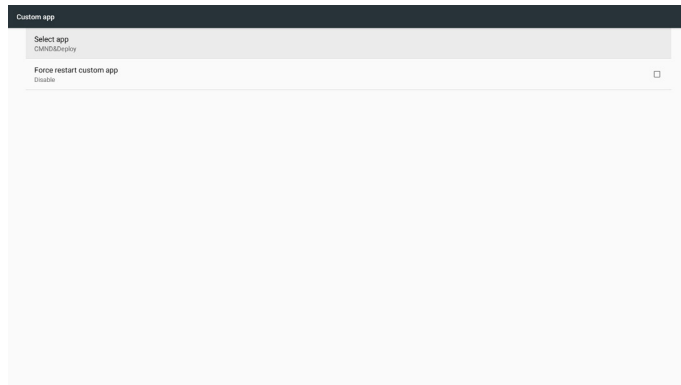 Custom app
Select app
CMND&Deploy
Force restart custom app
Disable